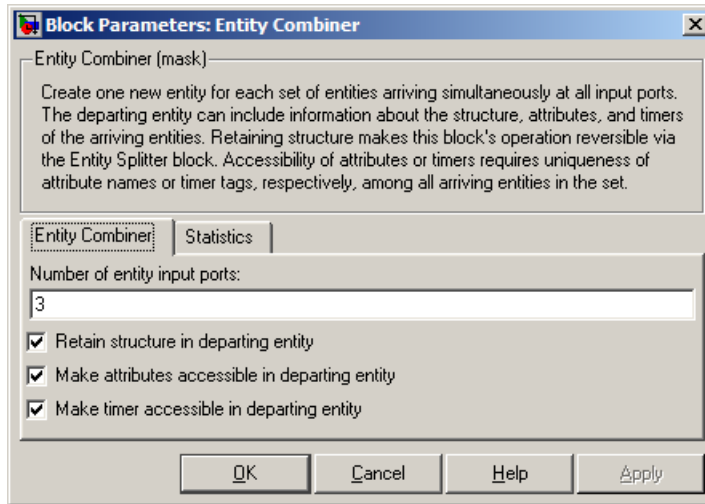 Block Parameters: Entity Combiner
Entity Combiner (mask)
Create one new entity for each set of entities arriving simultaneously at all input ports.
The departing entity can include information about the structure, attributes, and timers
of the arriving entities. Retaining structure makes this block's operation reversible via
the Entity Splitter block. Accessibility of attributes or timers requires uniqueness of
attribute names or timer tags, respectively, among all arriving entities in the set.
Entity Combiner Statistics
Number of entity input ports:
3
Retain structure in departing entity
Make attributes accessible in departing entity
Make timer accessible in departing entity
OK Cancel Help Apply